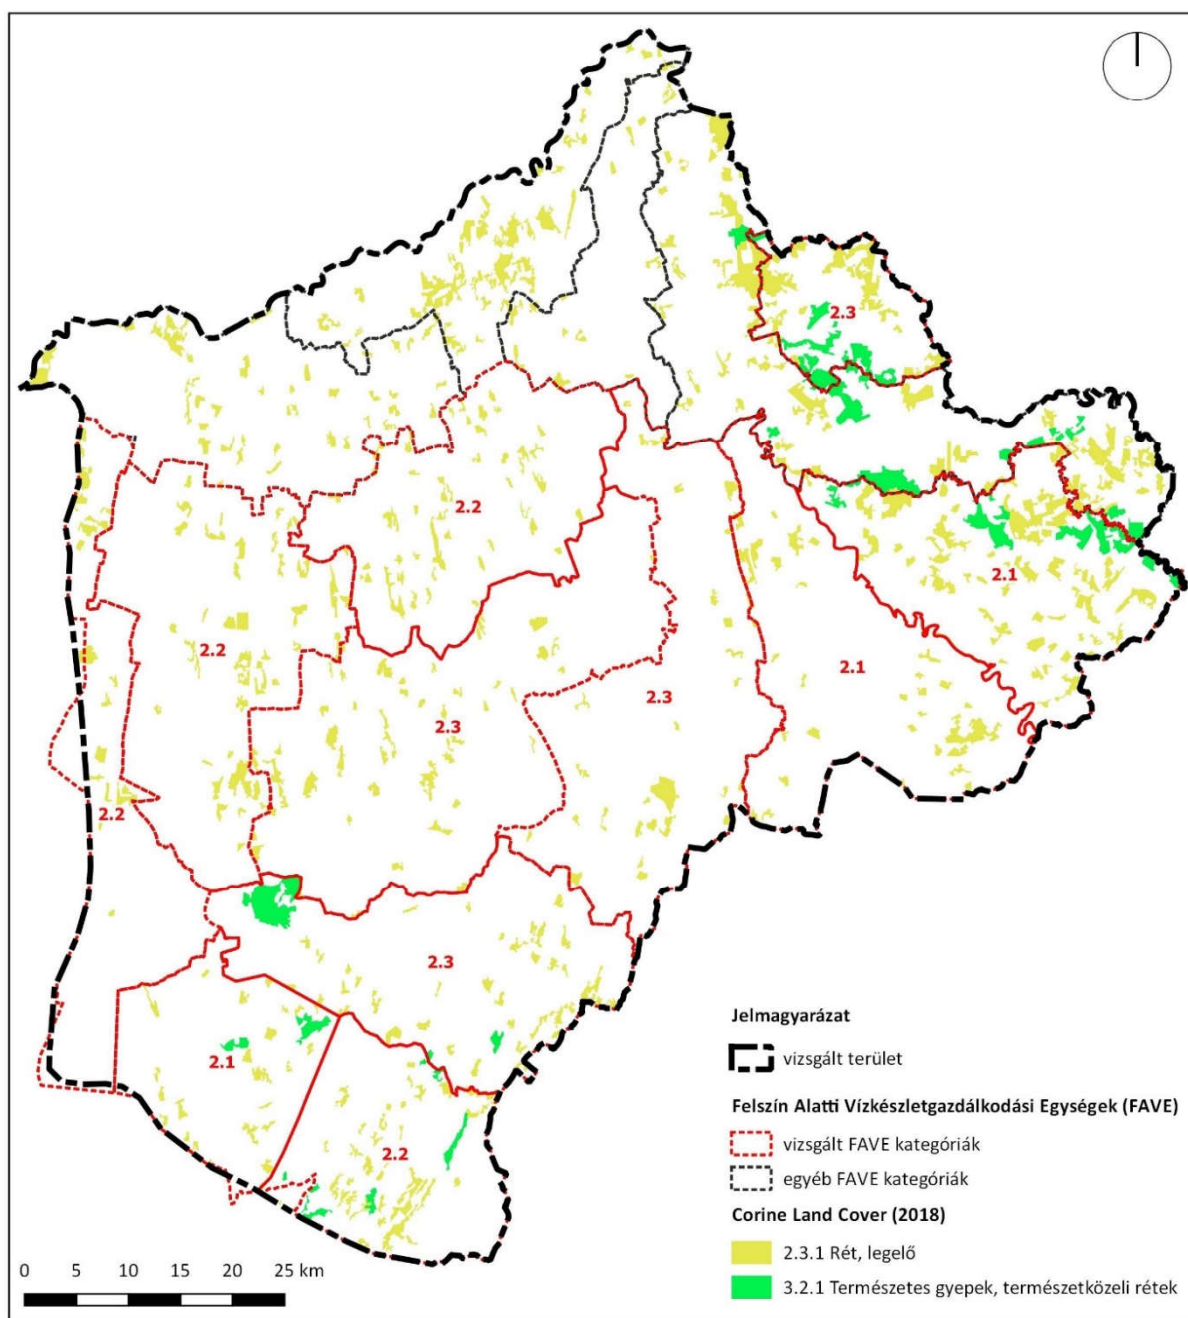 2.3
2.2
2.1
2.2
2.1
2.3
2.3
2.2
2.3
2.1
2.2
Jelmagyarázat
vizsgált terület
Felszín Alatti Vízkészletgazdálkodási Egységek (FAVE)
vizsgált FAVE kategóriák
egyéb FAVE kategóriák
Corine Land Cover (2018)
2.3.1 Rét, legelő
3.2.1 Természetes gyepek, természetközeli rétek
0 5 10 15 20 25 km